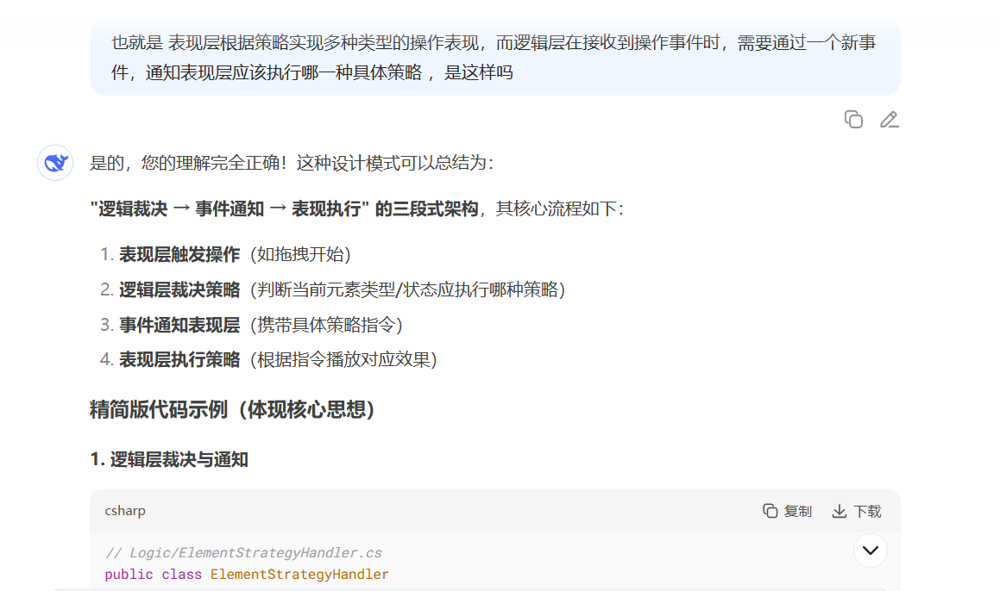 也就是 表现层根据策略实现多种类型的操作表现，而逻辑层在接收到操作事件时，需要通过一个新事
件，通知表现层应该执行哪一种具体策略 ，是这样吗
是的，您的理解完全正确！这种设计模式可以总结为：
"逻辑裁决 → 事件通知 → 表现执行" 的三段式架构，其核心流程如下：
1. 表现层触发操作（如拖拽开始）
2. 逻辑层裁决策略（判断当前元素类型/状态应执行哪种策略）
3. 事件通知表现层（携带具体策略指令）
4. 表现层执行策略（根据指令播放对应效果）
精简版代码示例（体现核心思想）
1. 逻辑层裁决与通知
csharp 复制 下载
// Logic/ElementStrategyHandler.cs
public class ElementStrategyHandler